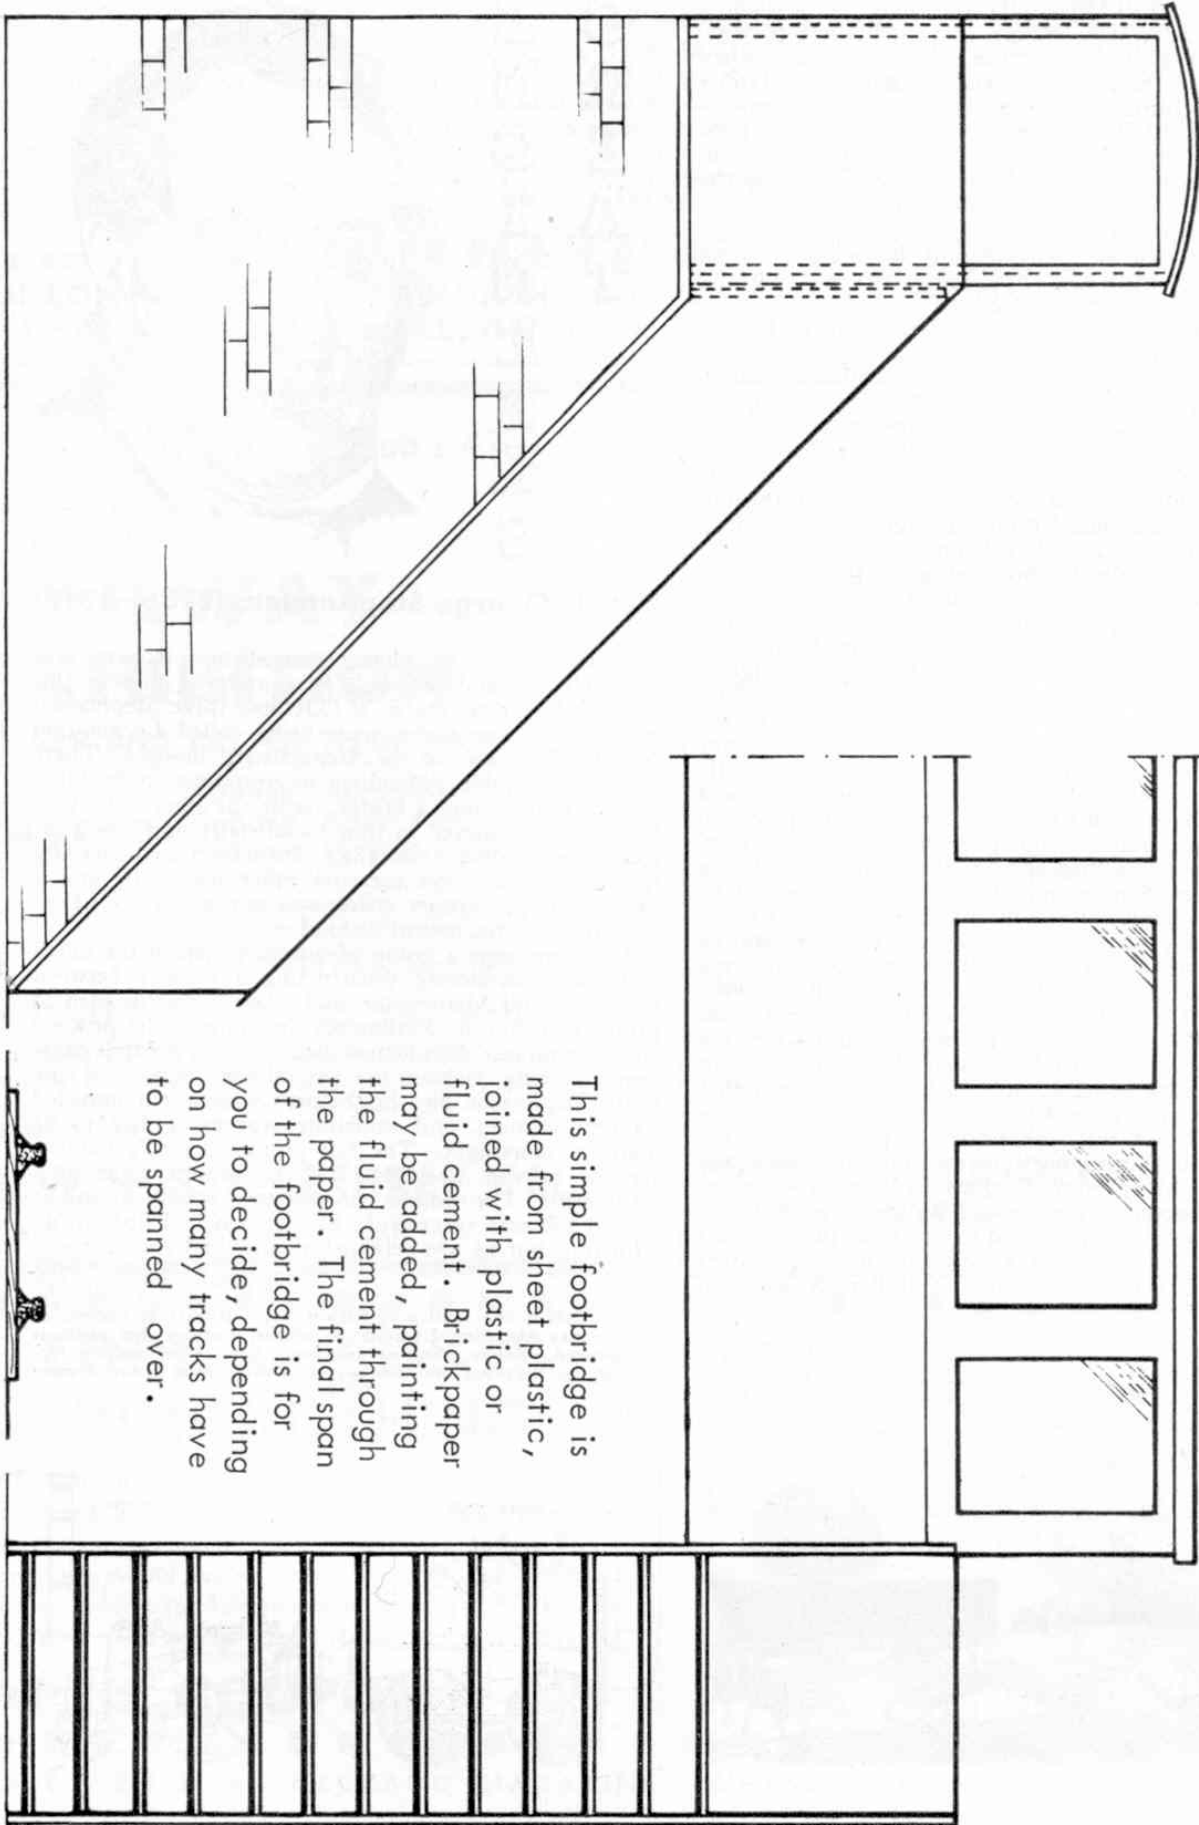 This simple footbridge is
made from sheet plastic,
joined with plastic or
fluid cement. Brickpaper
may be added, painting
the fluid cement through
the paper. The final span
of the footbridge is for
you to decide, depending
on how many tracks have
to be spanned over.